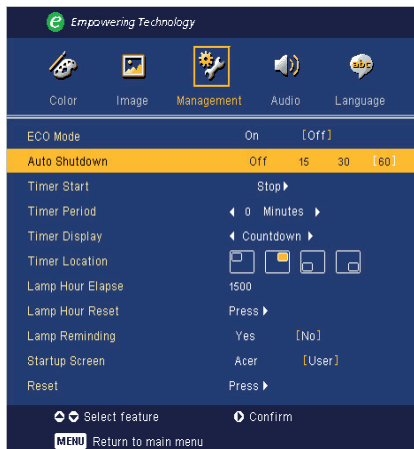 e Empowering Technology
abc
Color Image Management Audio Language
ECO Mode On [Off]
Auto Shutdown Off 15 30 [60]
Timer Start Stop
Timer Period 0 Minutes
Timer Display Countdown
Timer Location
Lamp Hour Elapse 1500
Lamp Hour Reset Press
Lamp Reminding Yes [No]
Startup Screen Acer [User]
Reset Press
Select feature Confirm
MENU Return to main menu